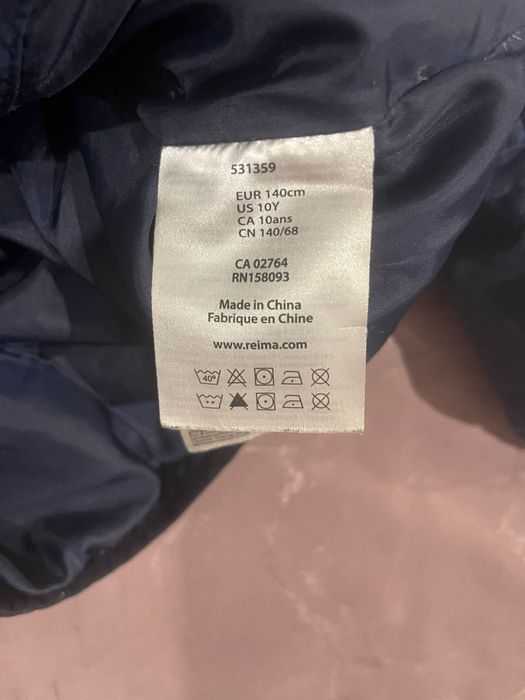 531359
EUR 140cm
US 10Y
CA 10ans
CN 140/68
CA 02764
RN158093
Made in China
Fabrique en Chine
www.reima.com
40º